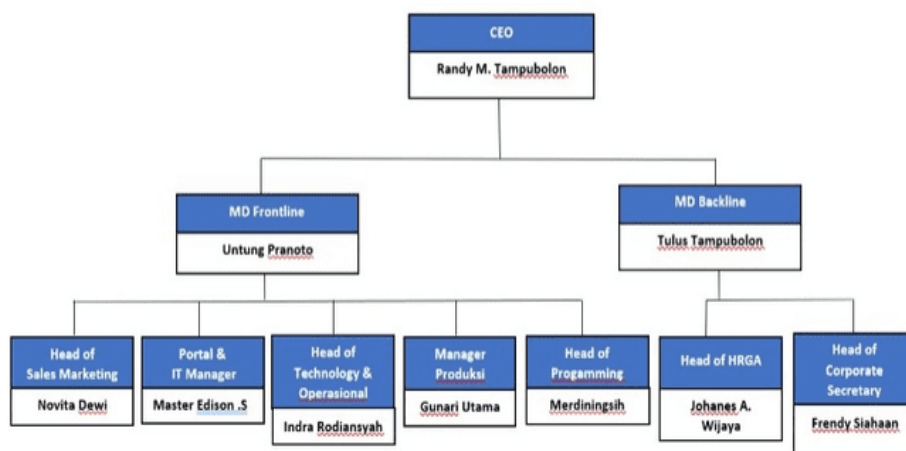 CEO
Randy M. Tampubolon
MD Frontline
Untung Pranoto
MD Backline
Tulus Tampubolon
Head of
Sales Marketing
Novita Dewi
Portal &
IT Manager
Master Edison .S
Head of
Technology &
Operasional
Indra Rodiansyah
Manager
Produksi
Gunari Utama
Head of
Progamming
Merdiningsih
Head of HRGA
Johanes A.
Wijaya
Head of
Corporate
Secretary
Frendy Siahaan